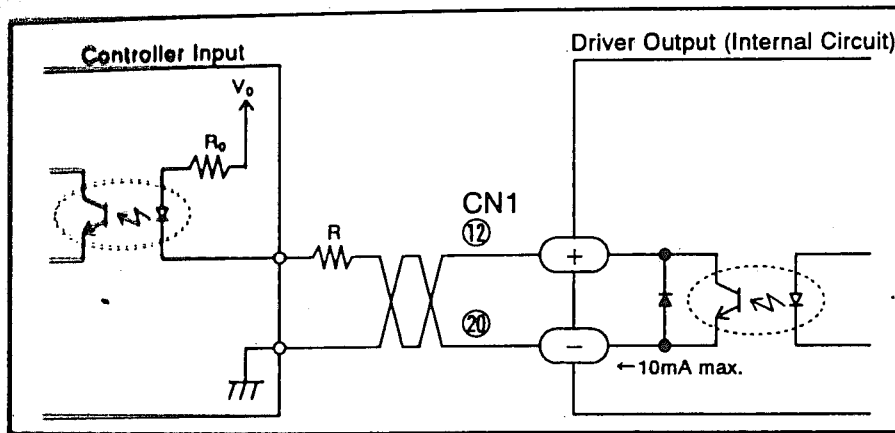 Controller Input
Driver Output (Internal Circuit)
V₀
R₀
R
CN1
⑫
+
⑳
−
←10mA max.